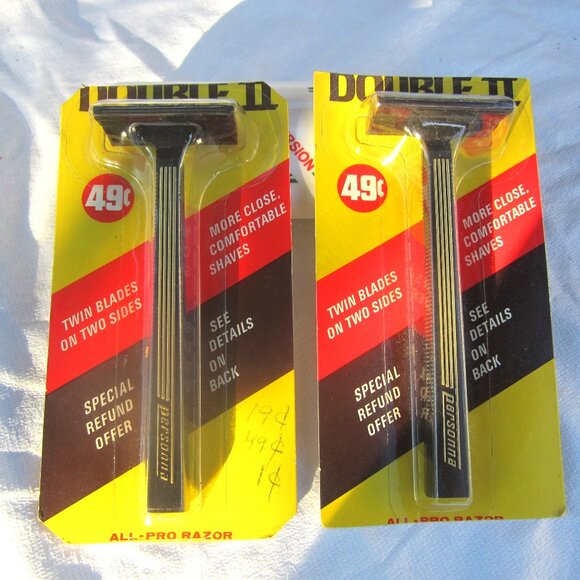 DOUBLE II
49¢
MORE CLOSE,
COMFORTABLE
SHAVES
TWIN BLADES
ON TWO SIDES
SEE
DETAILS
ON
BACK
SPECIAL
REFUND
OFFER
personna
19¢
49¢
1¢
ALL-PRO RAZOR
DOUBLE II
49¢
MORE CLOSE,
COMFORTABLE
SHAVES
TWIN BLADES
ON TWO SIDES
SEE
DETAILS
ON
BACK
SPECIAL
REFUND
OFFER
personna
ALL-PRO RAZOR